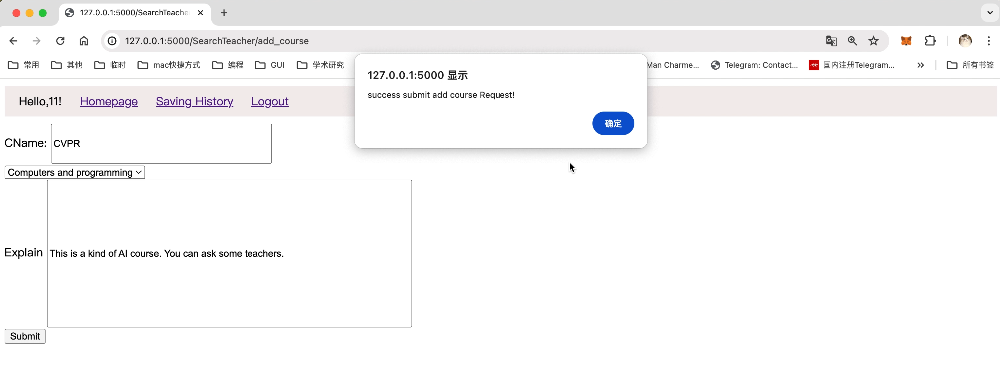 127.0.0.1:5000/SearchTeache
127.0.0.1:5000/SearchTeacher/add_course
常用 其他 临时 mac快捷方式 编程 GUI 学术研究 Man Charme... Telegram: Contact... 国内注册Telegram... 所有书签
127.0.0.1:5000 显示
success submit add course Request!
确定
Hello,11! Homepage Saving History Logout
CName: CVPR
Computers and programming
Explain This is a kind of AI course. You can ask some teachers.
Submit